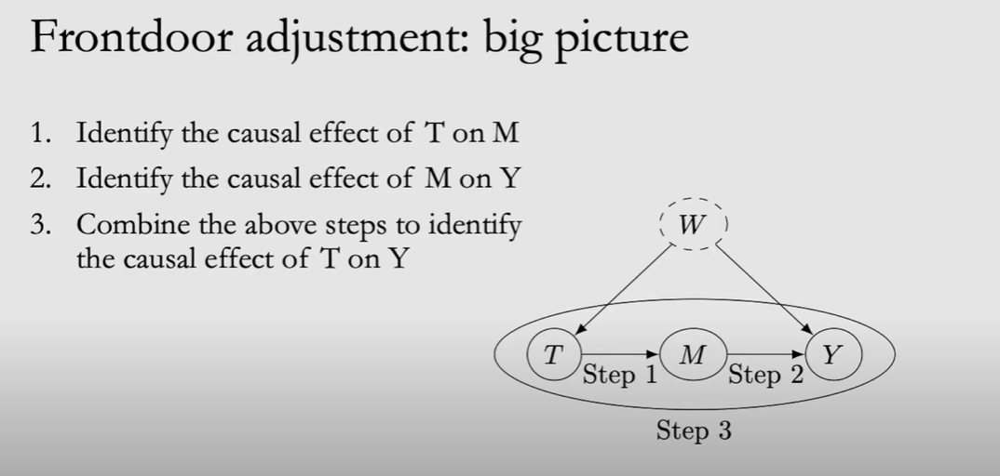 Frontdoor adjustment: big picture
1. Identify the causal effect of T on M
2. Identify the causal effect of M on Y
3. Combine the above steps to identify
the causal effect of T on Y
W
T
M
Y
Step 1
Step 2
Step 3